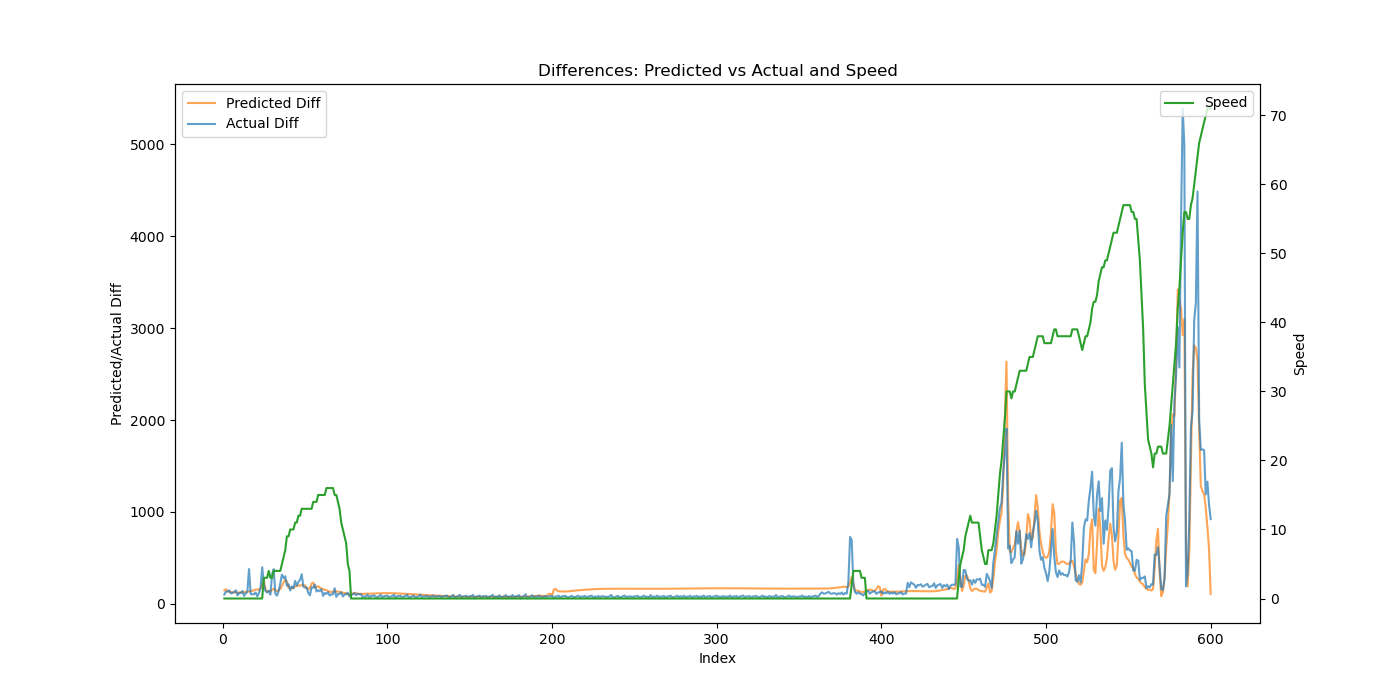 Differences: Predicted vs Actual and Speed
Predicted Diff
Actual Diff
Speed
5000
4000
3000
2000
1000
0
Predicted/Actual Diff
70
60
50
40
30
20
10
0
Speed
0 100 200 300 400 500 600
Index